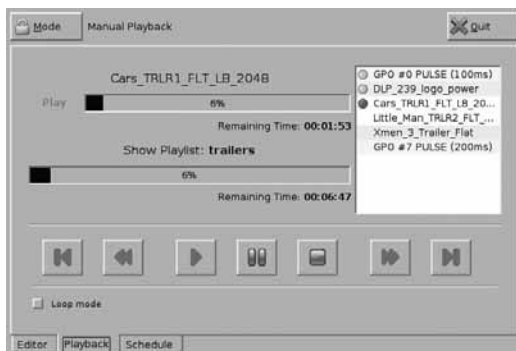 Mode
Manual Playback
Quit
Cars_TRLR1_FLT_LB_2048
Play
6%
Remaining Time: 00:01:53
Show Playlist: trailers
6%
Remaining Time: 00:06:47
GPO #0 PULSE (100ms)
DLP_239_logo_power
Cars_TRLR1_FLT_LB_20...
Little_Man_TRLR2_FLT_...
Xmen_3_Trailer_Flat
GPO #7 PULSE (200ms)
Loop mode
Editor
Playback
Schedule